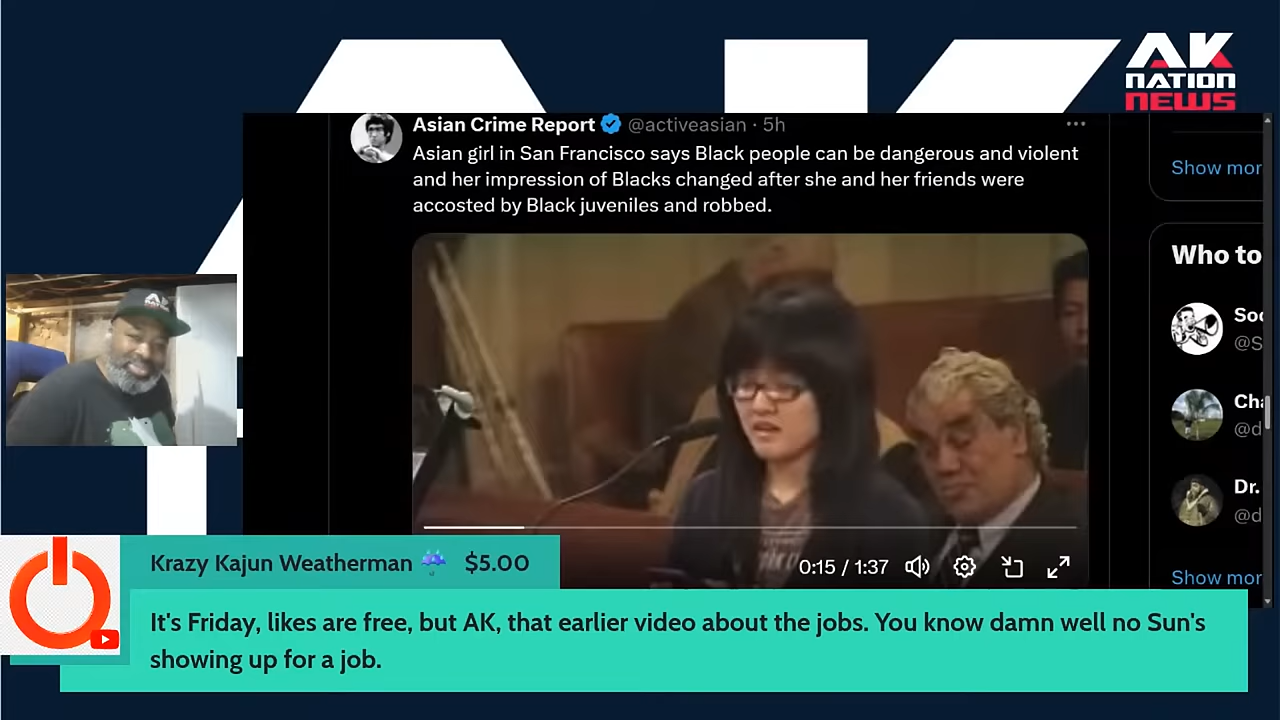 AK
NATION
NEWS
Asian Crime Report @activeasian · 5h
Asian girl in San Francisco says Black people can be dangerous and violent
and her impression of Blacks changed after she and her friends were
accosted by Black juveniles and robbed.
Show mor
Who to
Soc
@S
Cha
@d
Dr.
@d
Show mor
0:15 / 1:37
Krazy Kajun Weatherman ☔ $5.00
It's Friday, likes are free, but AK, that earlier video about the jobs. You know damn well no Sun's
showing up for a job.